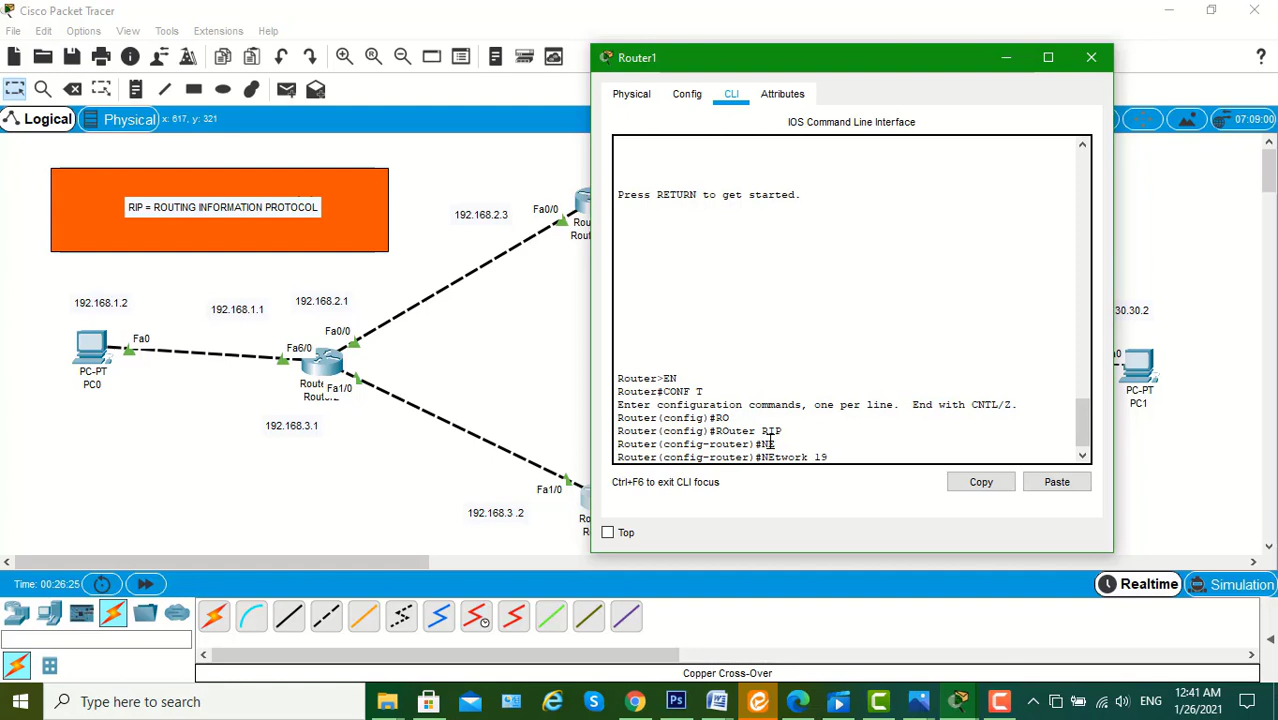 Cisco Packet Tracer
File Edit View Options Tools Extensions Help
Logical Physical x: 617, y: 321
07:09:00
RIP = ROUTING INFORMATION PROTOCOL
192.168.2.3
Fa0/0
192.168.1.2
192.168.1.1
192.168.2.1
Fa0
Fa0/0
Fa6/0
PC-PT
PC0
Fa1/0
192.168.3.1
Fa1/0
192.168.3 .2
30.30.2
PC-PT
PC1
Router1
Physical Config CLI Attributes
IOS Command Line Interface
Press RETURN to get started.
Router>EN
Router#CONF T
Enter configuration commands, one per line. End with CNTL/Z.
Router(config)#RO
Router(config)#ROuter RIP
Router(config-router)#NE
Router(config-router)#NEtwork 19
Ctrl+F6 to exit CLI focus
Copy
Paste
Top
Time: 00:26:25
Realtime
Simulation
Copper Cross-Over
Type here to search
ENG
12:41 AM
1/26/2021